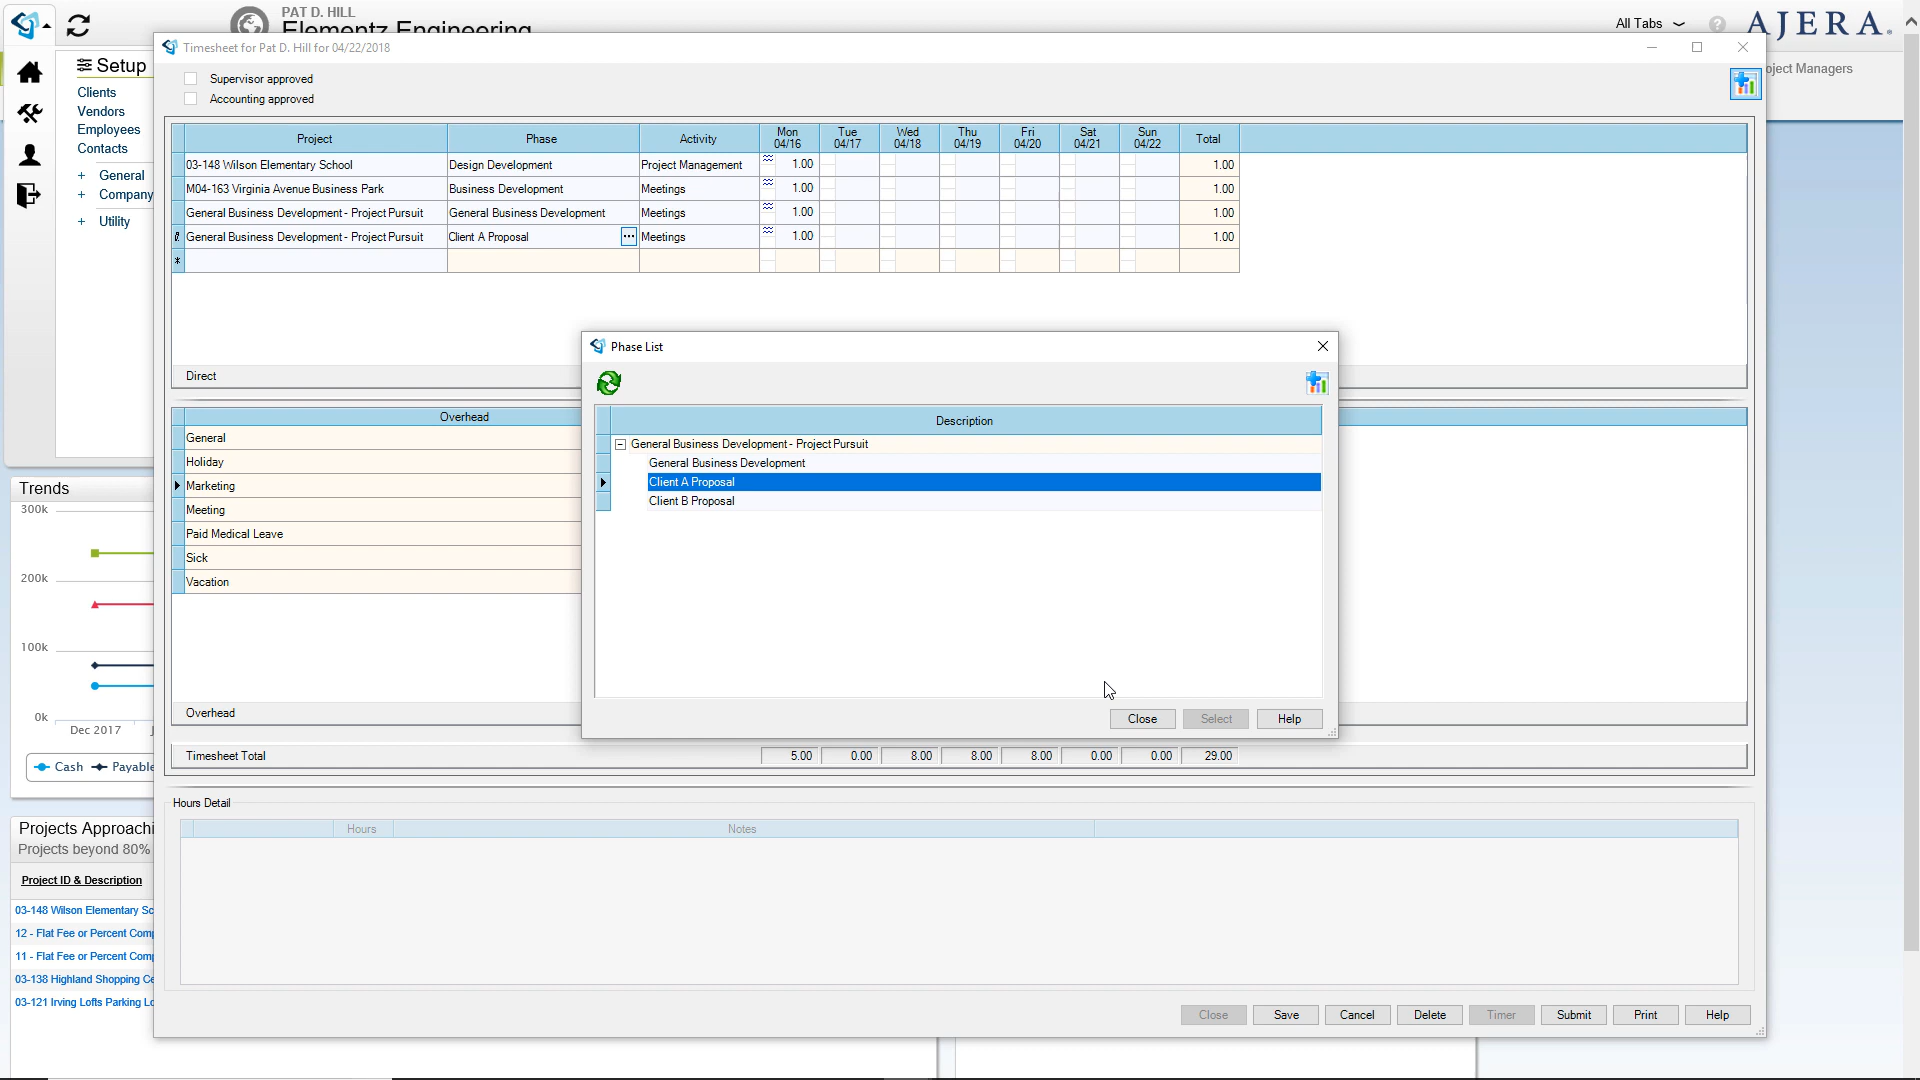 PAT D. HILL
Elementz Engineering
All Tabs
?
AJERA
Timesheet for Pat D. Hill for 04/22/2018
Project Managers
Setup
Clients
Vendors
Employees
Contacts
+ General
+ Company
+ Utility
Supervisor approved
Accounting approved
Project Phase Activity Mon 04/16 Tue 04/17 Wed 04/18 Thu 04/19 Fri 04/20 Sat 04/21 Sun 04/22 Total
03-148 Wilson Elementary School Design Development Project Management 1.00 1.00
M04-163 Virginia Avenue Business Park Business Development Meetings 1.00 1.00
General Business Development - Project Pursuit General Business Development Meetings 1.00 1.00
General Business Development - Project Pursuit Client A Proposal ... Meetings 1.00 1.00
*
Direct
Overhead
General
Holiday
Marketing
Meeting
Paid Medical Leave
Sick
Vacation
Overhead
Timesheet Total 5.00 0.00 8.00 8.00 8.00 0.00 0.00 29.00
Phase List
Description
General Business Development - Project Pursuit
General Business Development
Client A Proposal
Client B Proposal
Close Select Help
Hours Detail
Hours Notes
Close Save Cancel Delete Timer Submit Print Help
Trends
300k
200k
100k
0k
Dec 2017
Cash Payable
Projects Approachi
Projects beyond 80%
Project ID & Description
03-148 Wilson Elementary Sc
12 - Flat Fee or Percent Comp
11 - Flat Fee or Percent Comp
03-138 Highland Shopping Ce
03-121 Irving Lofts Parking Lo